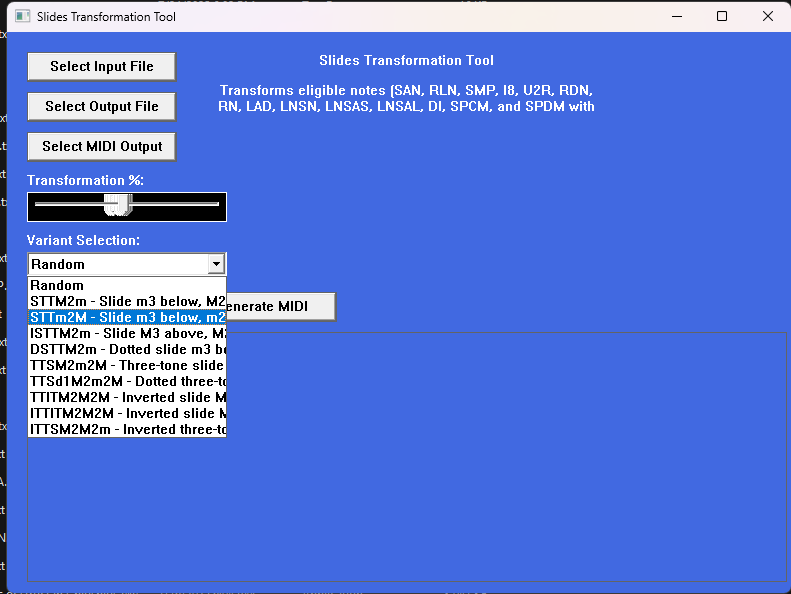 Slides Transformation Tool
Select Input File
Slides Transformation Tool
Transforms eligible notes (SAN, RLN, SMP, I8, U2R, RDN,
RN, LAD, LNSN, LNSAS, LNSAL, DI, SPCM, and SPDM with
Select Output File
Select MIDI Output
Transformation %:
Variant Selection:
Random
Random
STTM2m - Slide m3 below, M2
STTm2M - Slide m3 below, m2
enerate MIDI
ISTTM2m - Slide M3 above, M
DSTTM2m - Dotted slide m3 b
TTSM2m2M - Three-tone slide
TTSd1M2m2M - Dotted three-t
TTITM2M2M - Inverted slide M
ITTITM2M2M - Inverted slide M
ITTSM2M2m - Inverted three-t